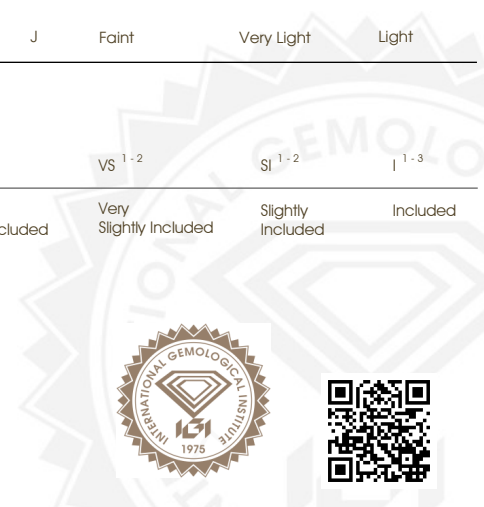 J Faint Very Light Light
GEMOLO
VS 1 - 2 SI 1 - 2 I 1 - 3
Very Slightly Included
Slightly Included
Included
cluded
INTERNATIONAL GEMOLOGICAL INSTITUTE
IGI
1975